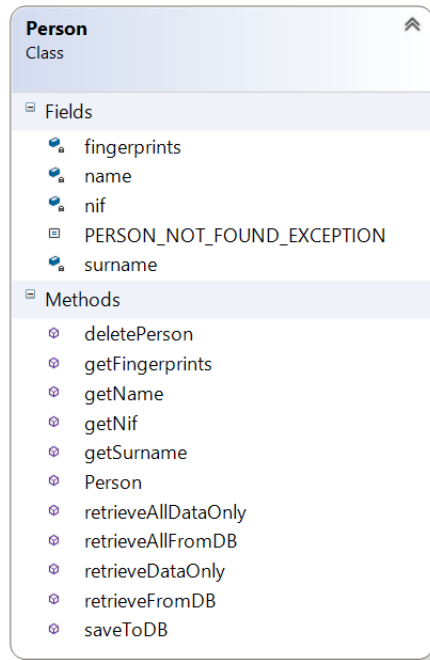 Person
Class
Fields
fingerprints
name
nif
PERSON_NOT_FOUND_EXCEPTION
surname
Methods
deletePerson
getFingerprints
getName
getNif
getSurname
Person
retrieveAllDataOnly
retrieveAllFromDB
retrieveDataOnly
retrieveFromDB
saveToDB